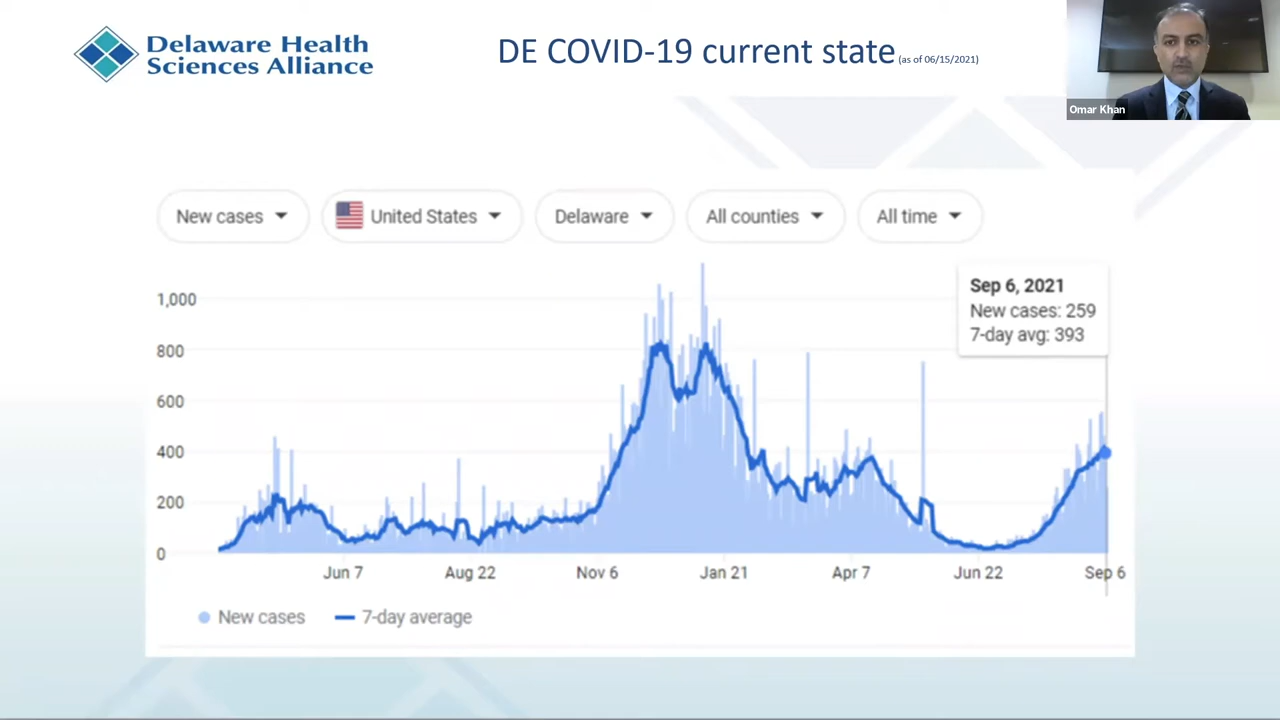 Delaware Health
Sciences Alliance
DE COVID-19 current state (as of 06/15/2021)
Omar Khan
New cases
United States
Delaware
All counties
All time
Sep 6, 2021
New cases: 259
7-day avg: 393
1,000
800
600
400
200
0
Jun 7
Aug 22
Nov 6
Jan 21
Apr 7
Jun 22
Sep 6
New cases
7-day average